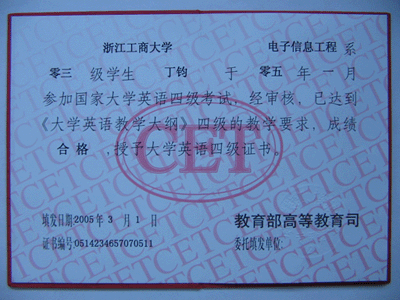 浙江工商大学 电子信息工程 系
零三 级学生 丁钧 于 零五 年 一 月
参加国家大学英语四级考试，经审核，已达到
《大学英语教学大纲》四级的教学要求，成绩
合格 ，授予大学英语四级证书。
CET
填发日期2005年 3 月 1 日 教育部高等教育司
证书编号0514234657070511 委托填发单位: